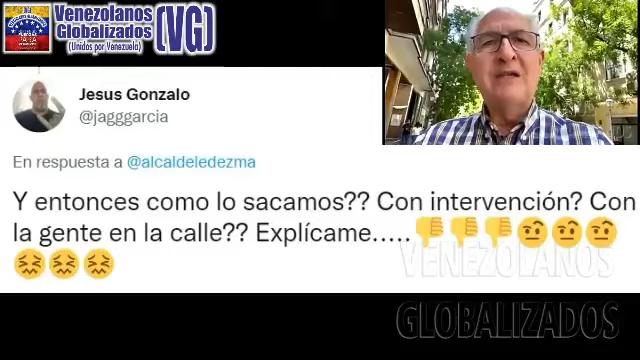 Venezolanos
Globalizados
(Unidos por Venezuela)
(VG)
Jesus Gonzalo
@jagggarcia
En respuesta a @alcaldeledezma
Y entonces como lo sacamos?? Con intervención? Con
la gente en la calle?? Explícame.....👎👎👎🤨🤨🤨
😖😖😖
VENEZOLANOS
GLOBALIZADOS